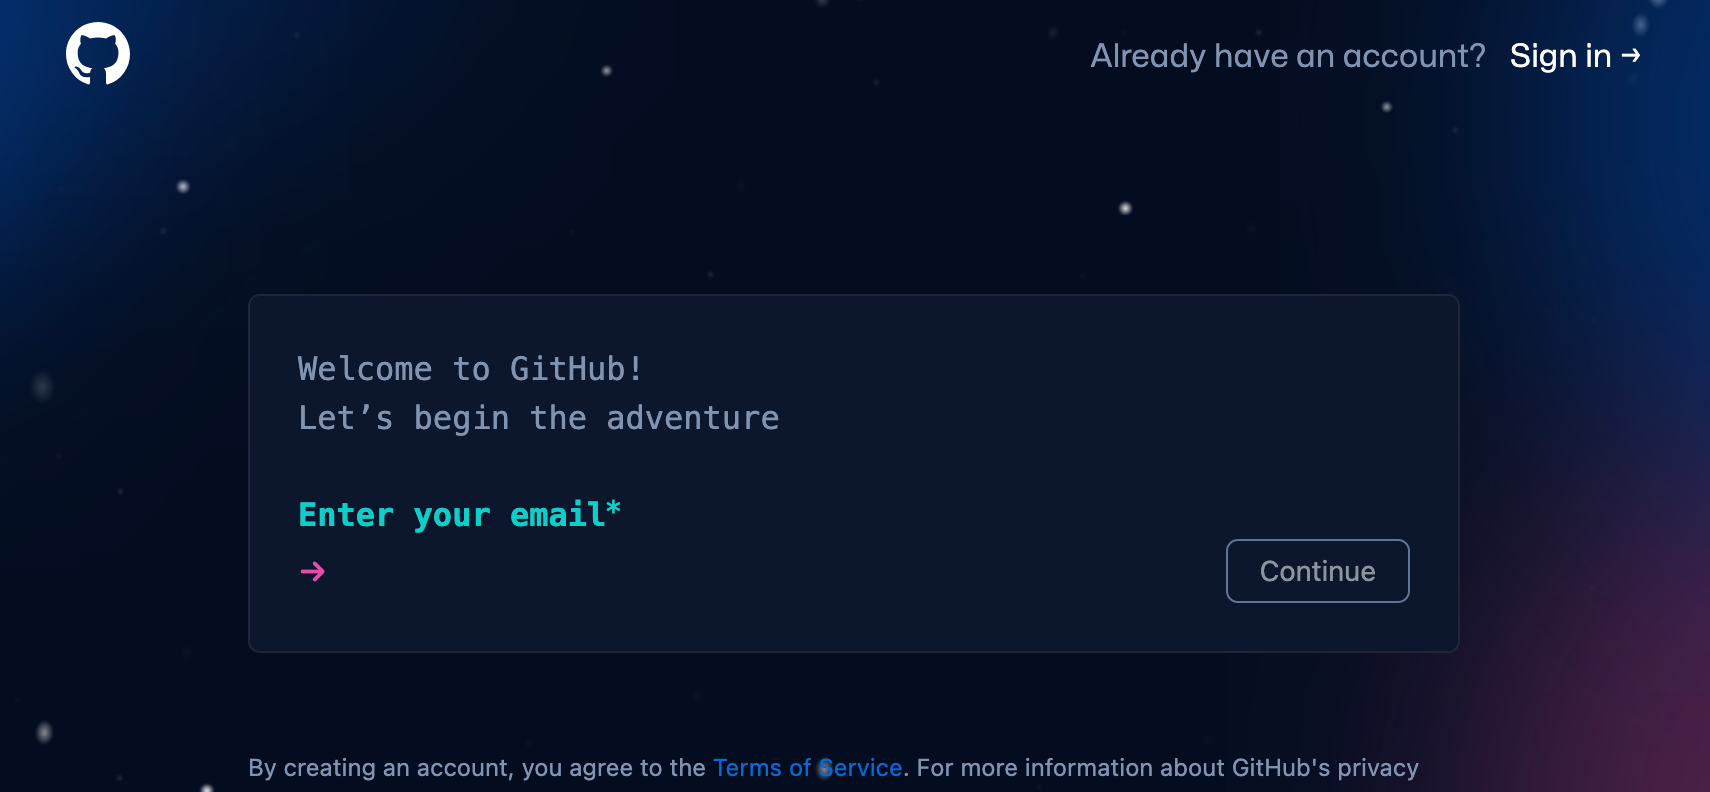 Already have an account? Sign in →
Welcome to GitHub!
Let’s begin the adventure
Enter your email*
→
Continue
By creating an account, you agree to the Terms of Service. For more information about GitHub's privacy